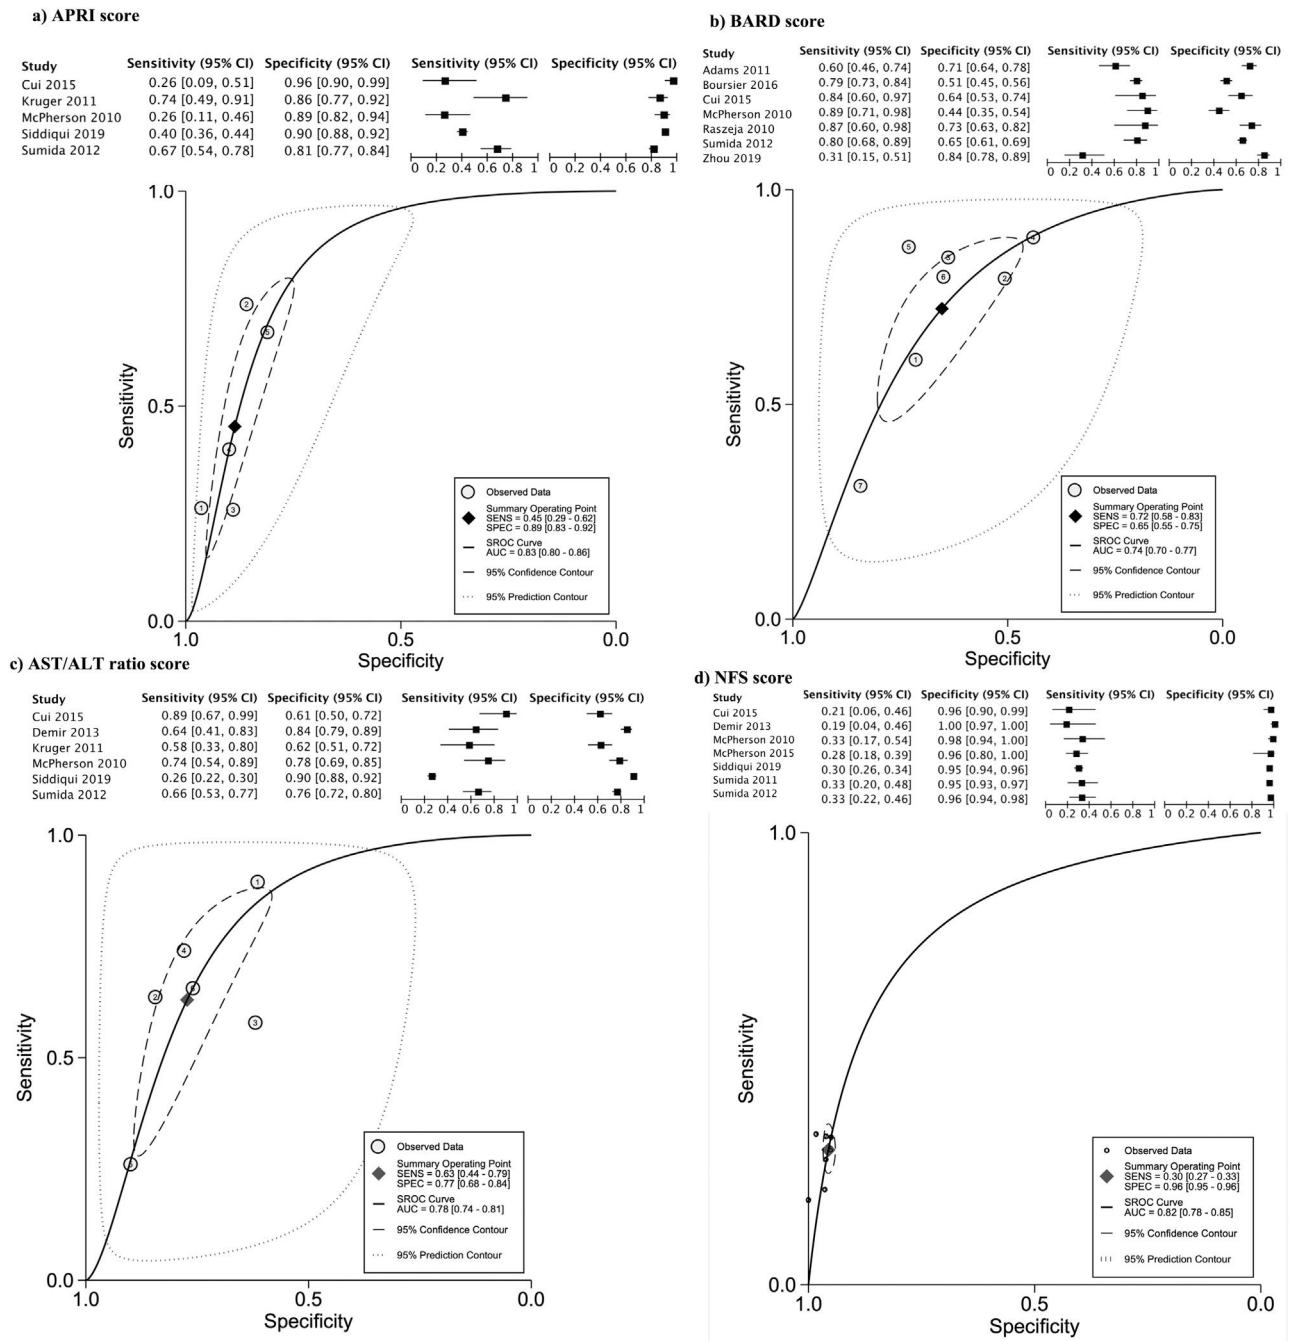 a) APRI score
Study Sensitivity (95% CI) Specificity (95% CI) Sensitivity (95% CI) Specificity (95% CI)
Cui 2015 0.26 [0.09, 0.51] 0.96 [0.90, 0.99]
Kruger 2011 0.74 [0.49, 0.91] 0.86 [0.77, 0.92]
McPherson 2010 0.26 [0.11, 0.46] 0.89 [0.82, 0.94]
Siddiqui 2019 0.40 [0.36, 0.44] 0.90 [0.88, 0.92]
Sumida 2012 0.67 [0.54, 0.78] 0.81 [0.77, 0.84]
0 0.2 0.4 0.6 0.8 1 0 0.2 0.4 0.6 0.8 1
1.0
2
5
Sensitivity
0.5
4
1
3
Observed Data
Summary Operating Point
SENS = 0.45 [0.29 - 0.62]
SPEC = 0.89 [0.83 - 0.92]
SROC Curve
AUC = 0.83 [0.80 - 0.86]
95% Confidence Contour
95% Prediction Contour
0.0
1.0 0.5 0.0
Specificity
b) BARD score
Study Sensitivity (95% CI) Specificity (95% CI) Sensitivity (95% CI) Specificity (95% CI)
Adams 2011 0.60 [0.46, 0.74] 0.71 [0.64, 0.78]
Boursier 2016 0.79 [0.73, 0.84] 0.51 [0.45, 0.56]
Cui 2015 0.84 [0.60, 0.97] 0.64 [0.53, 0.74]
McPherson 2010 0.89 [0.71, 0.98] 0.44 [0.35, 0.54]
Raszeja 2010 0.87 [0.60, 0.98] 0.73 [0.63, 0.82]
Sumida 2012 0.80 [0.68, 0.89] 0.65 [0.61, 0.69]
Zhou 2019 0.31 [0.15, 0.51] 0.84 [0.78, 0.89]
0 0.2 0.4 0.6 0.8 1 0 0.2 0.4 0.6 0.8 1
1.0
4
5
3
6
2
1
Sensitivity
0.5
7
Observed Data
Summary Operating Point
SENS = 0.72 [0.58 - 0.83]
SPEC = 0.65 [0.55 - 0.75]
SROC Curve
AUC = 0.74 [0.70 - 0.77]
95% Confidence Contour
95% Prediction Contour
0.0
1.0 0.5 0.0
Specificity
c) AST/ALT ratio score
Study Sensitivity (95% CI) Specificity (95% CI) Sensitivity (95% CI) Specificity (95% CI)
Cui 2015 0.89 [0.67, 0.99] 0.61 [0.50, 0.72]
Demir 2013 0.64 [0.41, 0.83] 0.84 [0.79, 0.89]
Kruger 2011 0.58 [0.33, 0.80] 0.62 [0.51, 0.72]
McPherson 2010 0.74 [0.54, 0.89] 0.78 [0.69, 0.85]
Siddiqui 2019 0.26 [0.22, 0.30] 0.90 [0.88, 0.92]
Sumida 2012 0.66 [0.53, 0.77] 0.76 [0.72, 0.80]
0 0.2 0.4 0.6 0.8 1 0 0.2 0.4 0.6 0.8 1
1.0
1
4
6
2
3
Sensitivity
0.5
5
Observed Data
Summary Operating Point
SENS = 0.63 [0.44 - 0.79]
SPEC = 0.77 [0.68 - 0.84]
SROC Curve
AUC = 0.78 [0.74 - 0.81]
95% Confidence Contour
95% Prediction Contour
0.0
1.0 0.5 0.0
Specificity
d) NFS score
Study Sensitivity (95% CI) Specificity (95% CI) Sensitivity (95% CI) Specificity (95% CI)
Cui 2015 0.21 [0.06, 0.46] 0.96 [0.90, 0.99]
Demir 2013 0.19 [0.04, 0.46] 1.00 [0.97, 1.00]
McPherson 2010 0.33 [0.17, 0.54] 0.98 [0.94, 1.00]
McPherson 2015 0.28 [0.18, 0.39] 0.96 [0.80, 1.00]
Siddiqui 2019 0.30 [0.26, 0.34] 0.95 [0.94, 0.96]
Sumida 2011 0.33 [0.20, 0.48] 0.95 [0.93, 0.97]
Sumida 2012 0.33 [0.22, 0.46] 0.96 [0.94, 0.98]
0 0.2 0.4 0.6 0.8 1 0 0.2 0.4 0.6 0.8 1
1.0
Sensitivity
Observed Data
Summary Operating Point
SENS = 0.30 [0.27 - 0.33]
SPEC = 0.96 [0.95 - 0.96]
SROC Curve
AUC = 0.82 [0.78 - 0.85]
95% Confidence Contour
95% Prediction Contour
0.0
1.0 0.5 0.0
Specificity